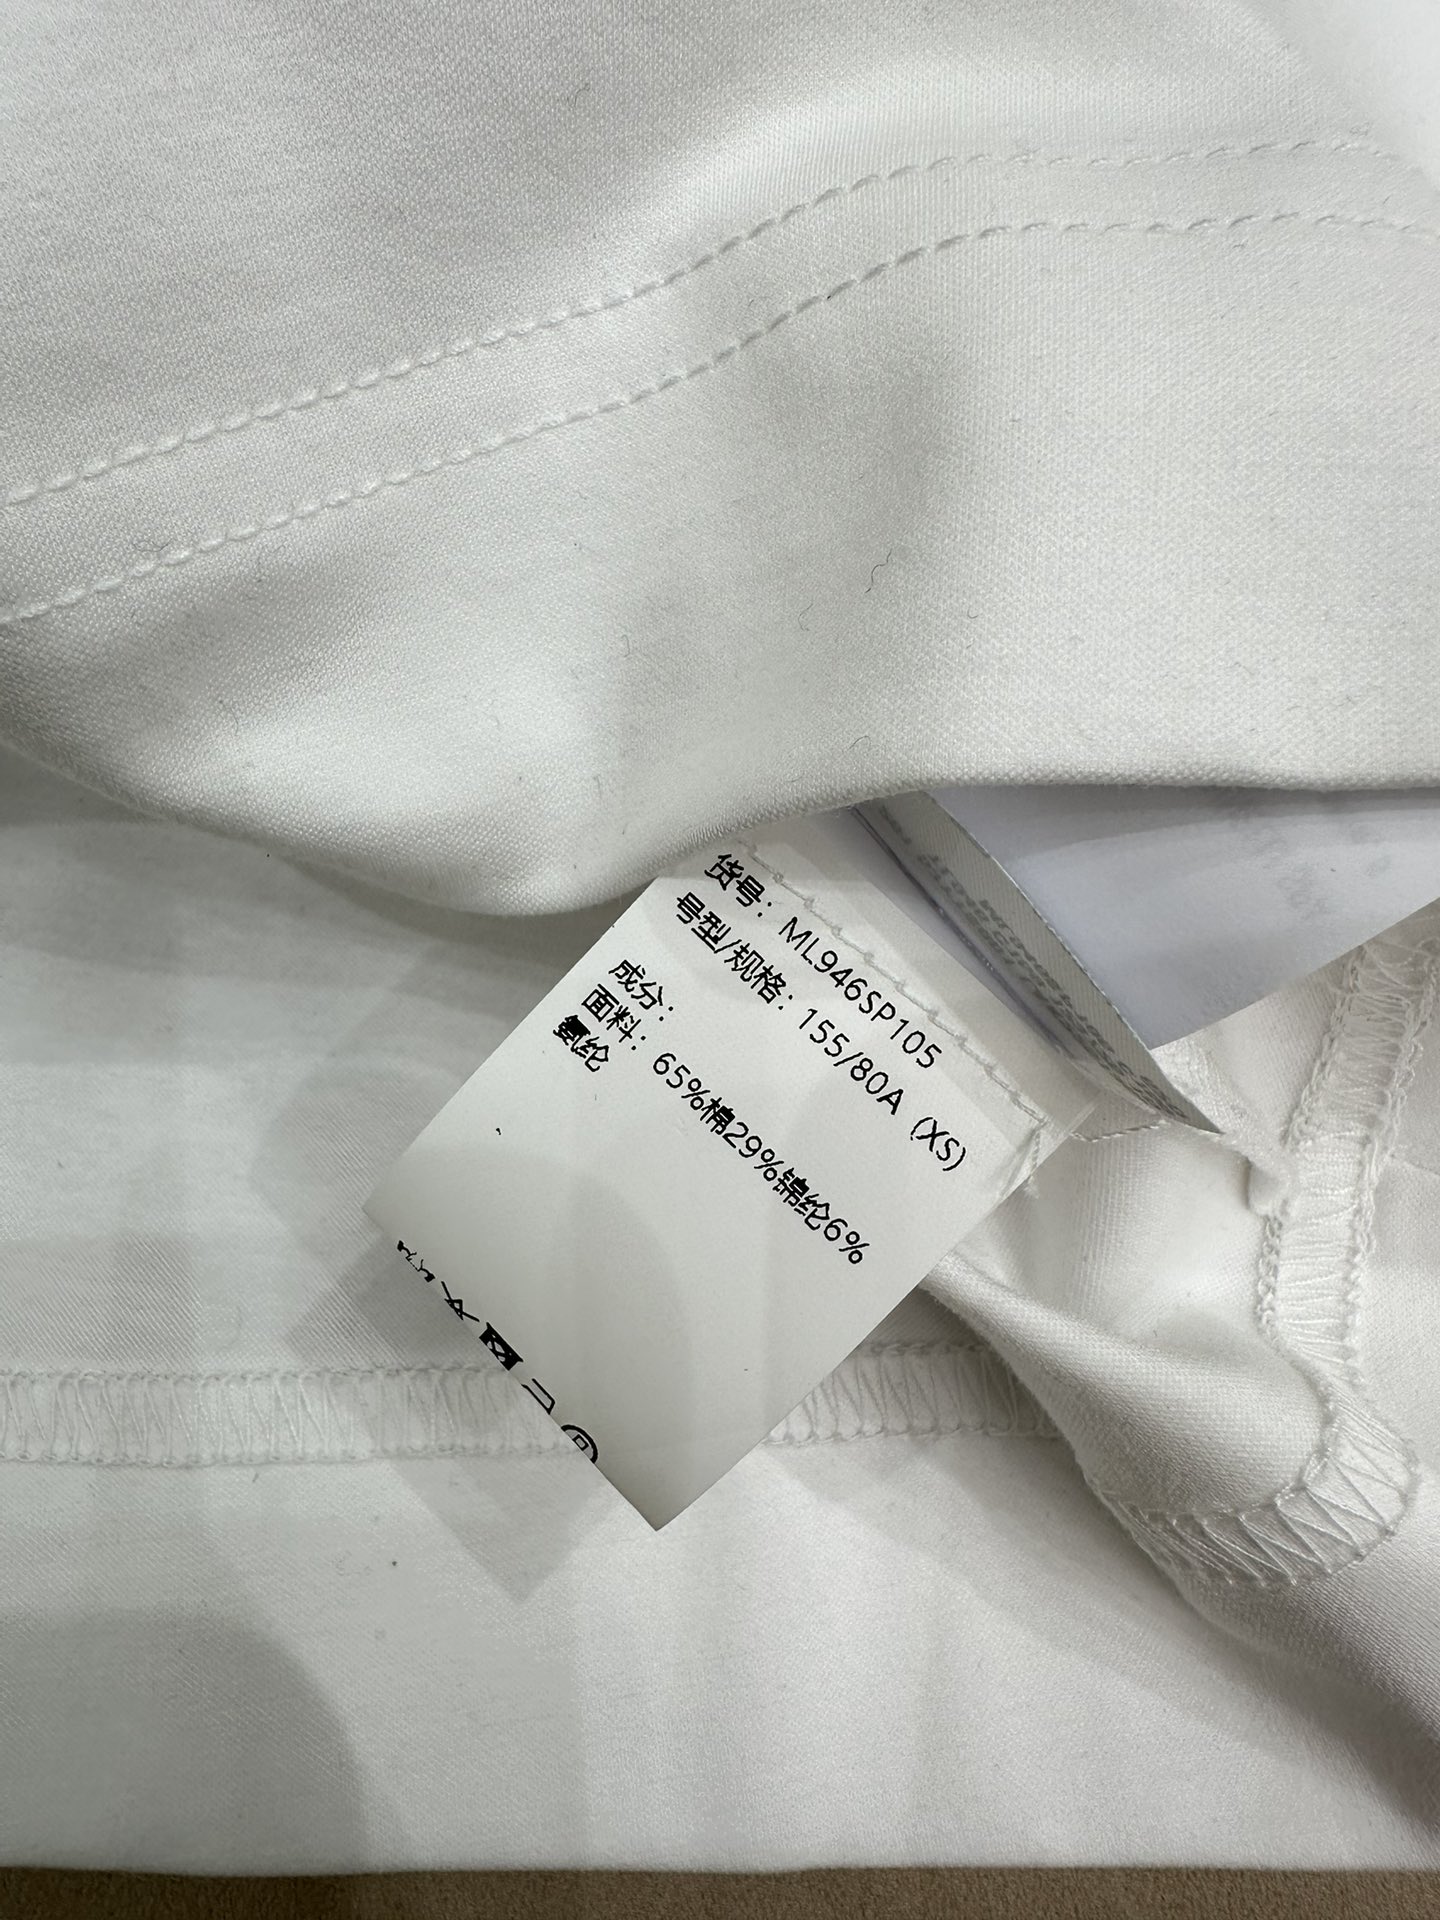 货号：ML946SP105
号型/规格：155/80A (XS)
成分：
面料：65%棉29%锦纶6%
氨纶